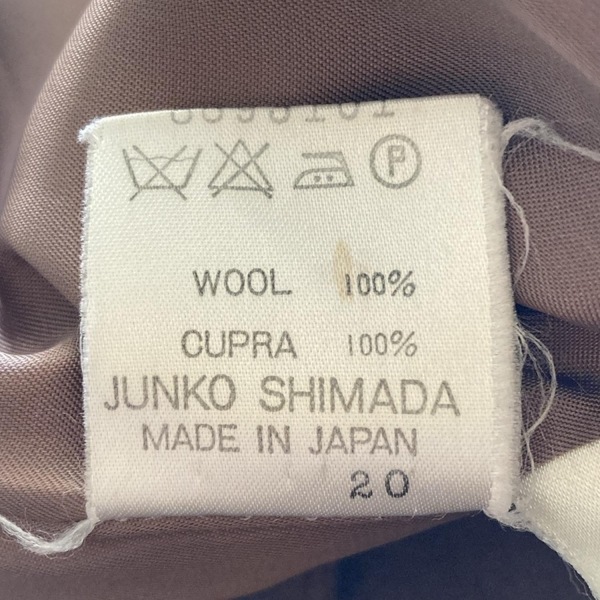 WOOL 100%
CUPRA 100%
JUNKO SHIMADA
MADE IN JAPAN
20